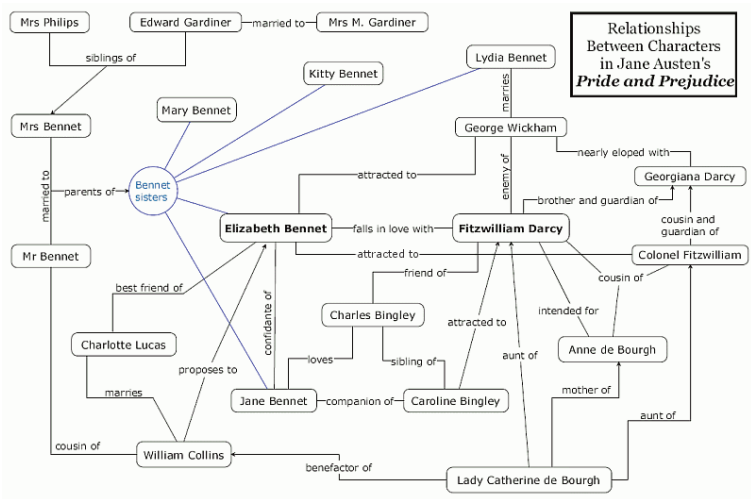 Mrs Philips
Edward Gardiner
married to
Mrs M. Gardiner
Relationships
Between Characters
in Jane Austen's
Pride and Prejudice
siblings of
Kitty Bennet
Lydia Bennet
Mary Bennet
marries
Mrs Bennet
George Wickham
nearly eloped with
married to
parents of
Bennet
sisters
attracted to
enemy of
Georgiana Darcy
brother and guardian of
Elizabeth Bennet
falls in love with
Fitzwilliam Darcy
cousin and
guardian of
Mr Bennet
attracted to
Colonel Fitzwilliam
friend of
cousin of
best friend of
Charles Bingley
intended for
attracted to
confidante of
Charlotte Lucas
Anne de Bourgh
loves
sibling of
aunt of
proposes to
marries
Jane Bennet
companion of
Caroline Bingley
mother of
aunt of
cousin of
William Collins
benefactor of
Lady Catherine de Bourgh